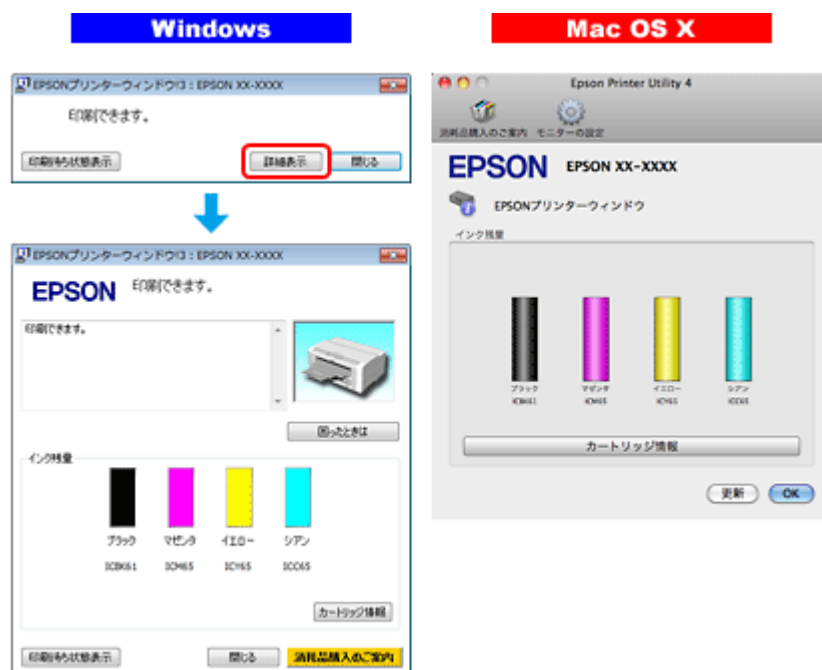 Windows
EPSONプリンターウィンドウ!3 : EPSON XX-XXXX
印刷できます。
印刷待ち状態表示 詳細表示 閉じる
EPSONプリンターウィンドウ!3 : EPSON XX-XXXX
EPSON 印刷できます。
印刷できます。
困ったときは
インク残量
ブラック マゼンタ イエロー シアン
ICBK61 ICM65 ICY65 ICC65
カートリッジ情報
印刷待ち状態表示 閉じる 消耗品購入のご案内
Mac OS X
Epson Printer Utility 4
消耗品購入のご案内 モニターの設定
EPSON EPSON XX-XXXX
EPSONプリンターウィンドウ
インク残量
ブラック マゼンタ イエロー シアン
ICBK61 ICM65 ICY65 ICC65
カートリッジ情報
更新 OK